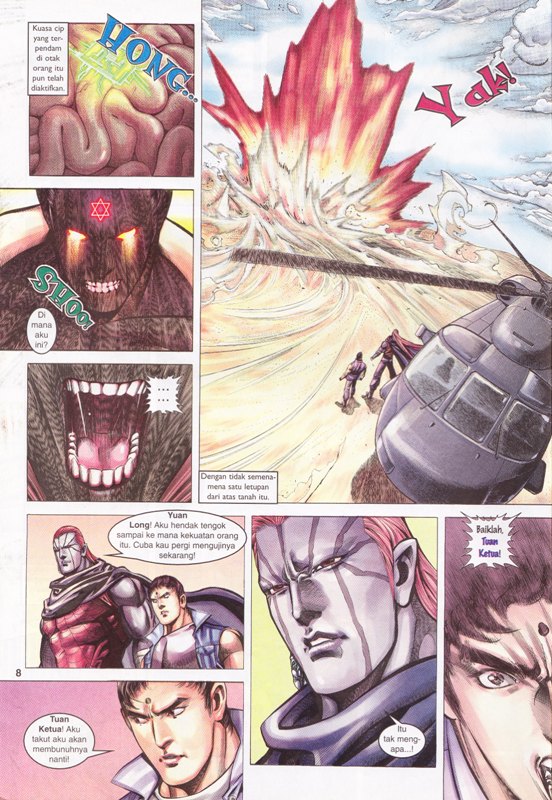 Kuasa cip
yang ter-
pendam
di otak
orang itu
pun telah
diaktifkan.
HONG...
Yak!
SHOO!
Di
mana
aku
ini?
...
...
Dengan tidak semena-
mena satu letupan
dari atas tanah itu.
Yuan
Long! Aku hendak tengok
sampai ke mana kekuatan orang
itu. Cuba kau pergi mengujinya
sekarang!
Baiklah,
Tuan
Ketua!
Tuan
Ketua! Aku
takut aku akan
membunuhnya
nanti!
Itu
tak meng-
apa...!
8